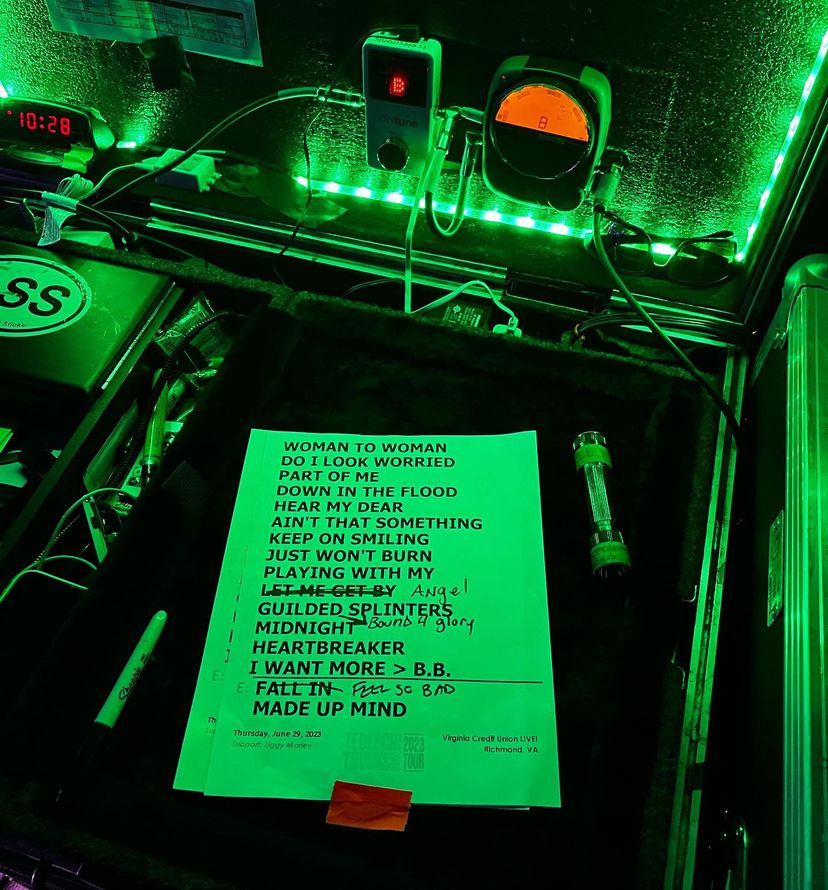 10:28
B
polytune
B
SS
Sticker
WOMAN TO WOMAN
DO I LOOK WORRIED
PART OF ME
DOWN IN THE FLOOD
HEAR MY DEAR
AIN'T THAT SOMETHING
KEEP ON SMILING
JUST WON'T BURN
PLAYING WITH MY
LET ME GET BY Angel
GUILDED SPLINTERS
MIDNIGHT Bound 4 glory
HEARTBREAKER
I WANT MORE > B.B.
E: FALL IN FEEL SO BAD
MADE UP MIND
Thursday, June 29, 2023
Support: Ziggy Marley
TEDESCHI
TRUCKS
2023
TOUR
Virginia Credit Union LIVE!
Richmond, VA
E:
Th
Su
Sharpie